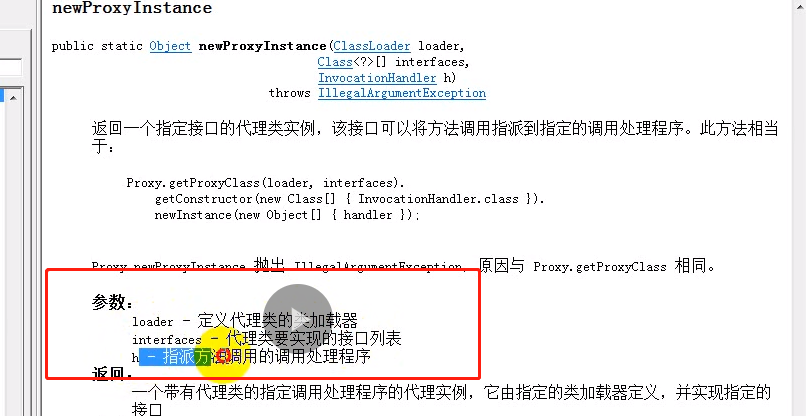 newProxyInstance
public static Object newProxyInstance(ClassLoader loader,
Class<?>[] interfaces,
InvocationHandler h)
throws IllegalArgumentException
返回一个指定接口的代理类实例，该接口可以将方法调用指派到指定的调用处理程序。此方法相当
于：
Proxy.getProxyClass(loader, interfaces).
getConstructor(new Class[] { InvocationHandler.class }).
newInstance(new Object[] { handler });
Proxy.newProxyInstance 抛出 IllegalArgumentException，原因与 Proxy.getProxyClass 相同。
参数：
loader - 定义代理类的类加载器
interfaces - 代理类要实现的接口列表
h - 指派方法调用的调用处理程序
返回：
一个带有代理类的指定调用处理程序的代理实例，它由指定的类加载器定义，并实现指定的
接口